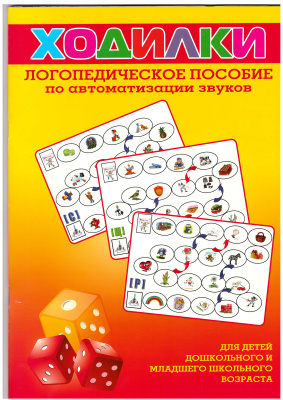 ХОДИЛКИ
ЛОГОПЕДИЧЕСКОЕ ПОСОБИЕ
по автоматизации звуков
[С]
[Р]
ДЛЯ ДЕТЕЙ
ДОШКОЛЬНОГО И
МЛАДШЕГО ШКОЛЬНОГО
ВОЗРАСТА